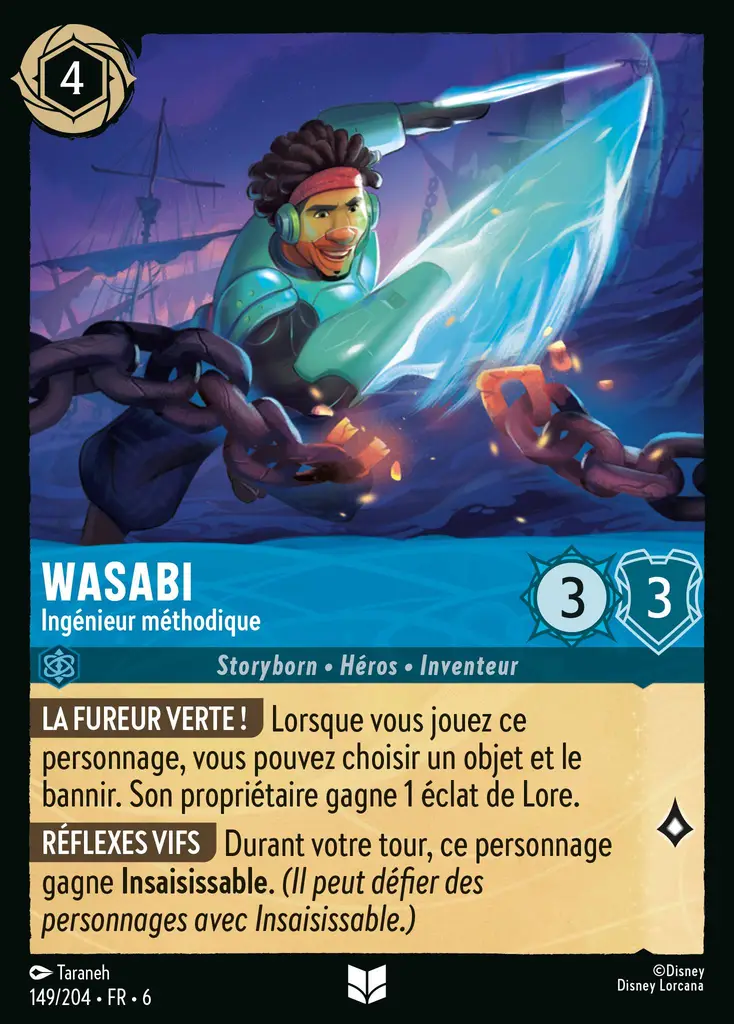 4
WASABI
Ingénieur méthodique
3
3
Storyborn • Héros • Inventeur
LA FUREUR VERTE ! Lorsque vous jouez ce
personnage, vous pouvez choisir un objet et le
bannir. Son propriétaire gagne 1 éclat de Lore.
RÉFLEXES VIFS Durant votre tour, ce personnage
gagne Insaisissable. (Il peut défier des
personnages avec Insaisissable.)
Taraneh
149/204 • FR • 6
©Disney
Disney Lorcana